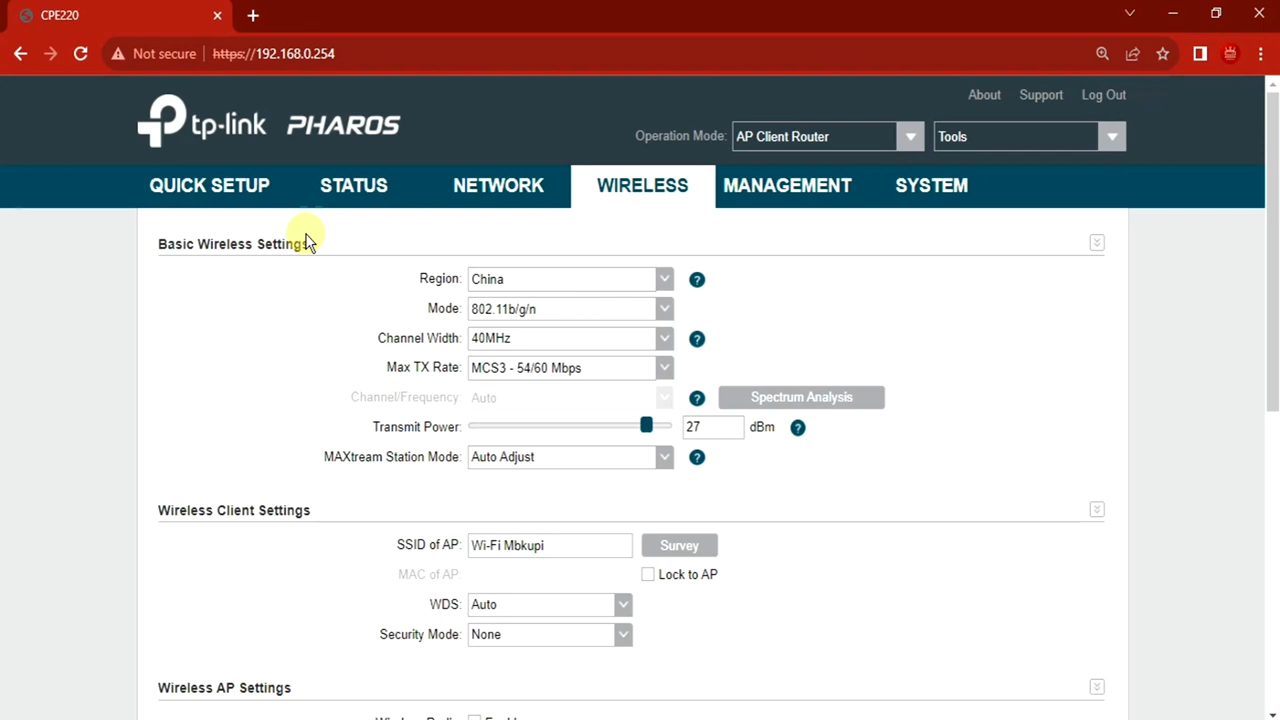 CPE220
Not secure https://192.168.0.254
About Support Log Out
tp-link PHAROS
Operation Mode: AP Client Router Tools
QUICK SETUP STATUS NETWORK WIRELESS MANAGEMENT SYSTEM
Basic Wireless Settings
Region: China ?
Mode: 802.11b/g/n
Channel Width: 40MHz ?
Max TX Rate: MCS3 - 54/60 Mbps
Channel/Frequency: Auto ? Spectrum Analysis
Transmit Power: 27 dBm ?
MAXtream Station Mode: Auto Adjust ?
Wireless Client Settings
SSID of AP: Wi-Fi Mbkupi Survey
MAC of AP: Lock to AP
WDS: Auto
Security Mode: None
Wireless AP Settings